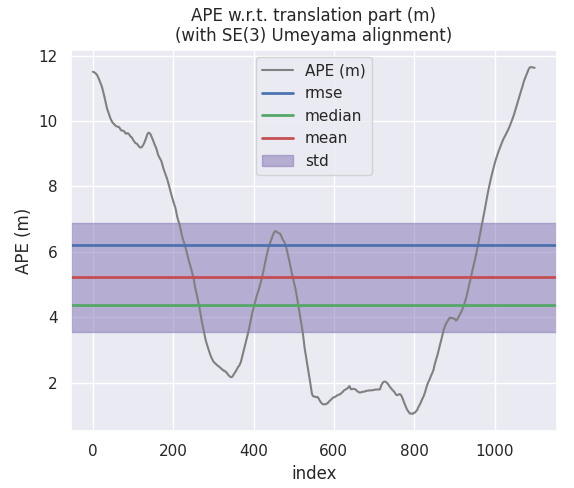 APE w.r.t. translation part (m)
(with SE(3) Umeyama alignment)
APE (m)
rmse
median
mean
std
12
10
8
6
4
2
APE (m)
0
200
400
600
800
1000
index